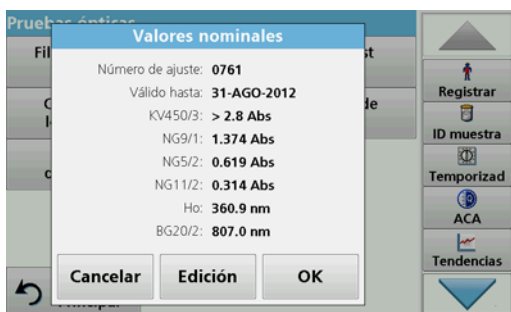 Pruebas ópticas
Valores nominales
Número de ajuste: 0761
Válido hasta: 31-AGO-2012
KV450/3: > 2.8 Abs
NG9/1: 1.374 Abs
NG5/2: 0.619 Abs
NG11/2: 0.314 Abs
Ho: 360.9 nm
BG20/2: 807.0 nm
Cancelar
Edición
OK
Registrar
ID muestra
Temporizad
ACA
Tendencias